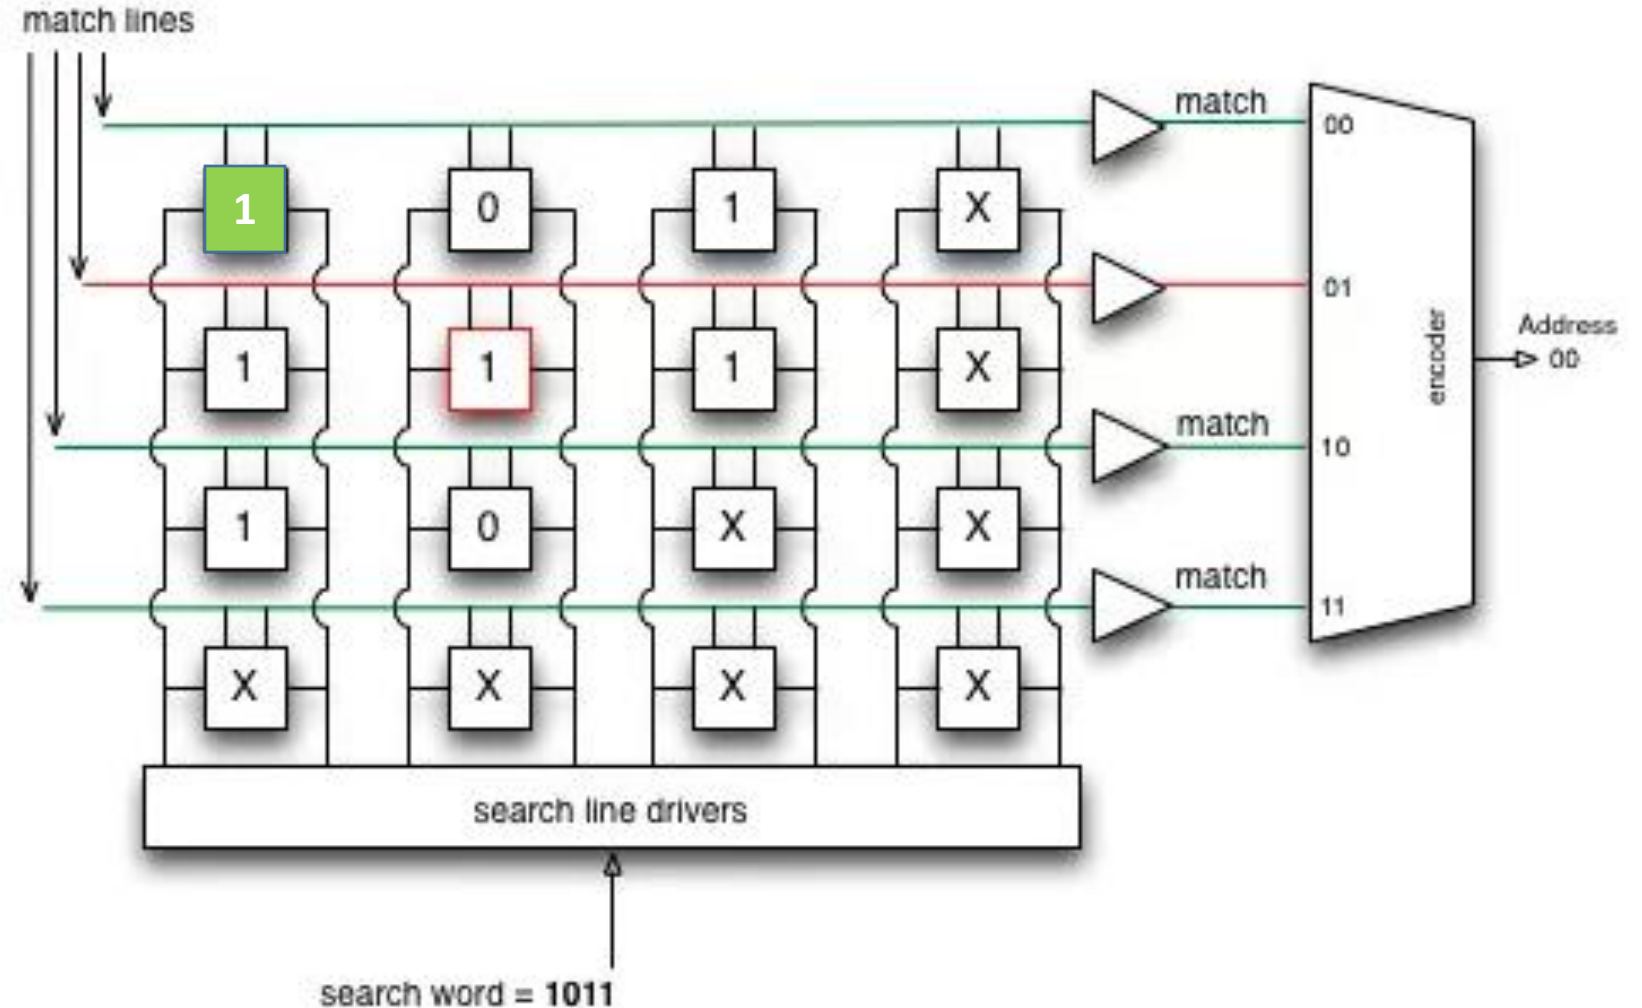 match lines
match
00
1 0 1 X
01
1 1 1 X
encoder
Address
00
match
10
1 0 X X
match
11
X X X X
search line drivers
search word = 1011